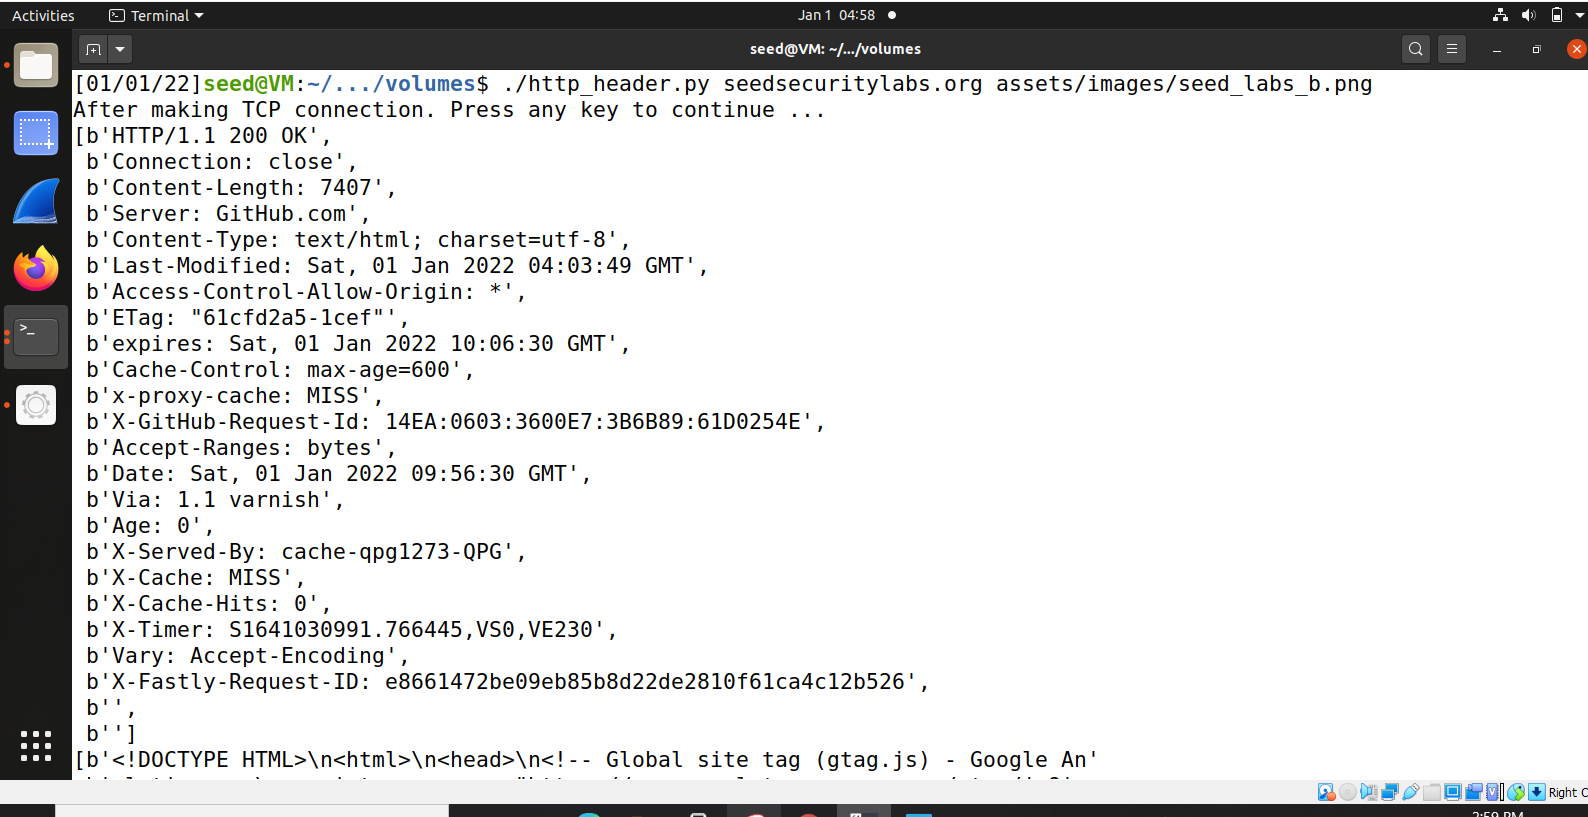 Activities Terminal Jan 1 04:58
seed@VM: ~/.../volumes
[01/01/22]seed@VM:~/.../volumes$ ./http_header.py seedsecuritylabs.org assets/images/seed_labs_b.png
After making TCP connection. Press any key to continue ...
[b'HTTP/1.1 200 OK',
b'Connection: close',
b'Content-Length: 7407',
b'Server: GitHub.com',
b'Content-Type: text/html; charset=utf-8',
b'Last-Modified: Sat, 01 Jan 2022 04:03:49 GMT',
b'Access-Control-Allow-Origin: *',
b'ETag: "61cfd2a5-1cef"',
b'expires: Sat, 01 Jan 2022 10:06:30 GMT',
b'Cache-Control: max-age=600',
b'x-proxy-cache: MISS',
b'X-GitHub-Request-Id: 14EA:0603:3600E7:3B6B89:61D0254E',
b'Accept-Ranges: bytes',
b'Date: Sat, 01 Jan 2022 09:56:30 GMT',
b'Via: 1.1 varnish',
b'Age: 0',
b'X-Served-By: cache-qpg1273-QPG',
b'X-Cache: MISS',
b'X-Cache-Hits: 0',
b'X-Timer: S1641030991.766445,VS0,VE230',
b'Vary: Accept-Encoding',
b'X-Fastly-Request-ID: e8661472be09eb85b8d22de2810f61ca4c12b526',
b'',
b'']
[b'<!DOCTYPE HTML>\n<html>\n<head>\n<!-- Global site tag (gtag.js) - Google An'
Right C
2:59 PM